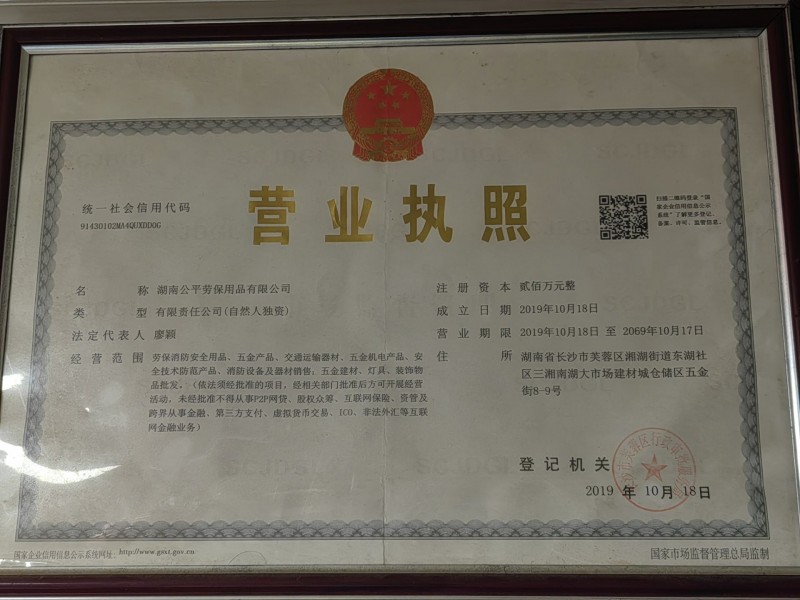 营业执照
统一社会信用代码
91430102MA4QUXDD0G
扫描二维码登录“国
家企业信用信息公示
系统”了解更多登记、
备案、许可、监管信息。
名 称 湖南公平劳保用品有限公司
类 型 有限责任公司(自然人独资)
法定代表人 廖颖
经营范围 劳保消防安全用品、五金产品、交通运输器材、五金机电产品、安
全技术防范产品、消防设备及器材销售；五金建材、灯具、装饰物
品批发。（依法须经批准的项目，经相关部门批准后方可开展经营
活动，未经批准不得从事P2P网贷、股权众筹、互联网保险、资管及
跨界从事金融、第三方支付、虚拟货币交易、ICO、非法外汇等互联
网金融业务）
注册资本 贰佰万元整
成立日期 2019年10月18日
营业期限 2019年10月18日 至 2069年10月17日
住 所 湖南省长沙市芙蓉区湘湖街道东湖社
区三湘南湖大市场建材城仓储区五金
街8-9号
登记机关
2019 年 10月 18日
国家企业信用信息公示系统网址：http://www.gsxt.gov.cn
国家市场监督管理总局监制